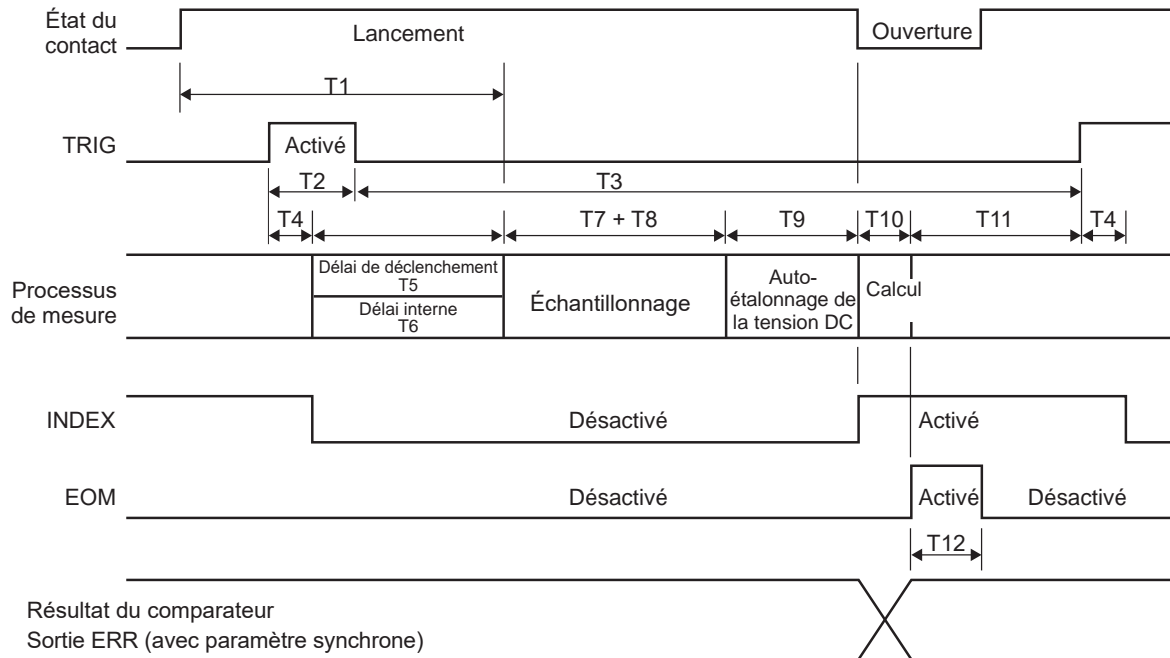 État du
contact
Lancement
Ouverture
T1
TRIG
Activé
T2
T3
T4
T7 + T8
T9
T10
T11
T4
Processus
de mesure
Délai de déclenchement
T5
Délai interne
T6
Échantillonnage
Auto-
étalonnage de
la tension DC
Calcul
INDEX
Désactivé
Activé
EOM
Désactivé
Activé
Désactivé
T12
Résultat du comparateur
Sortie ERR (avec paramètre synchrone)